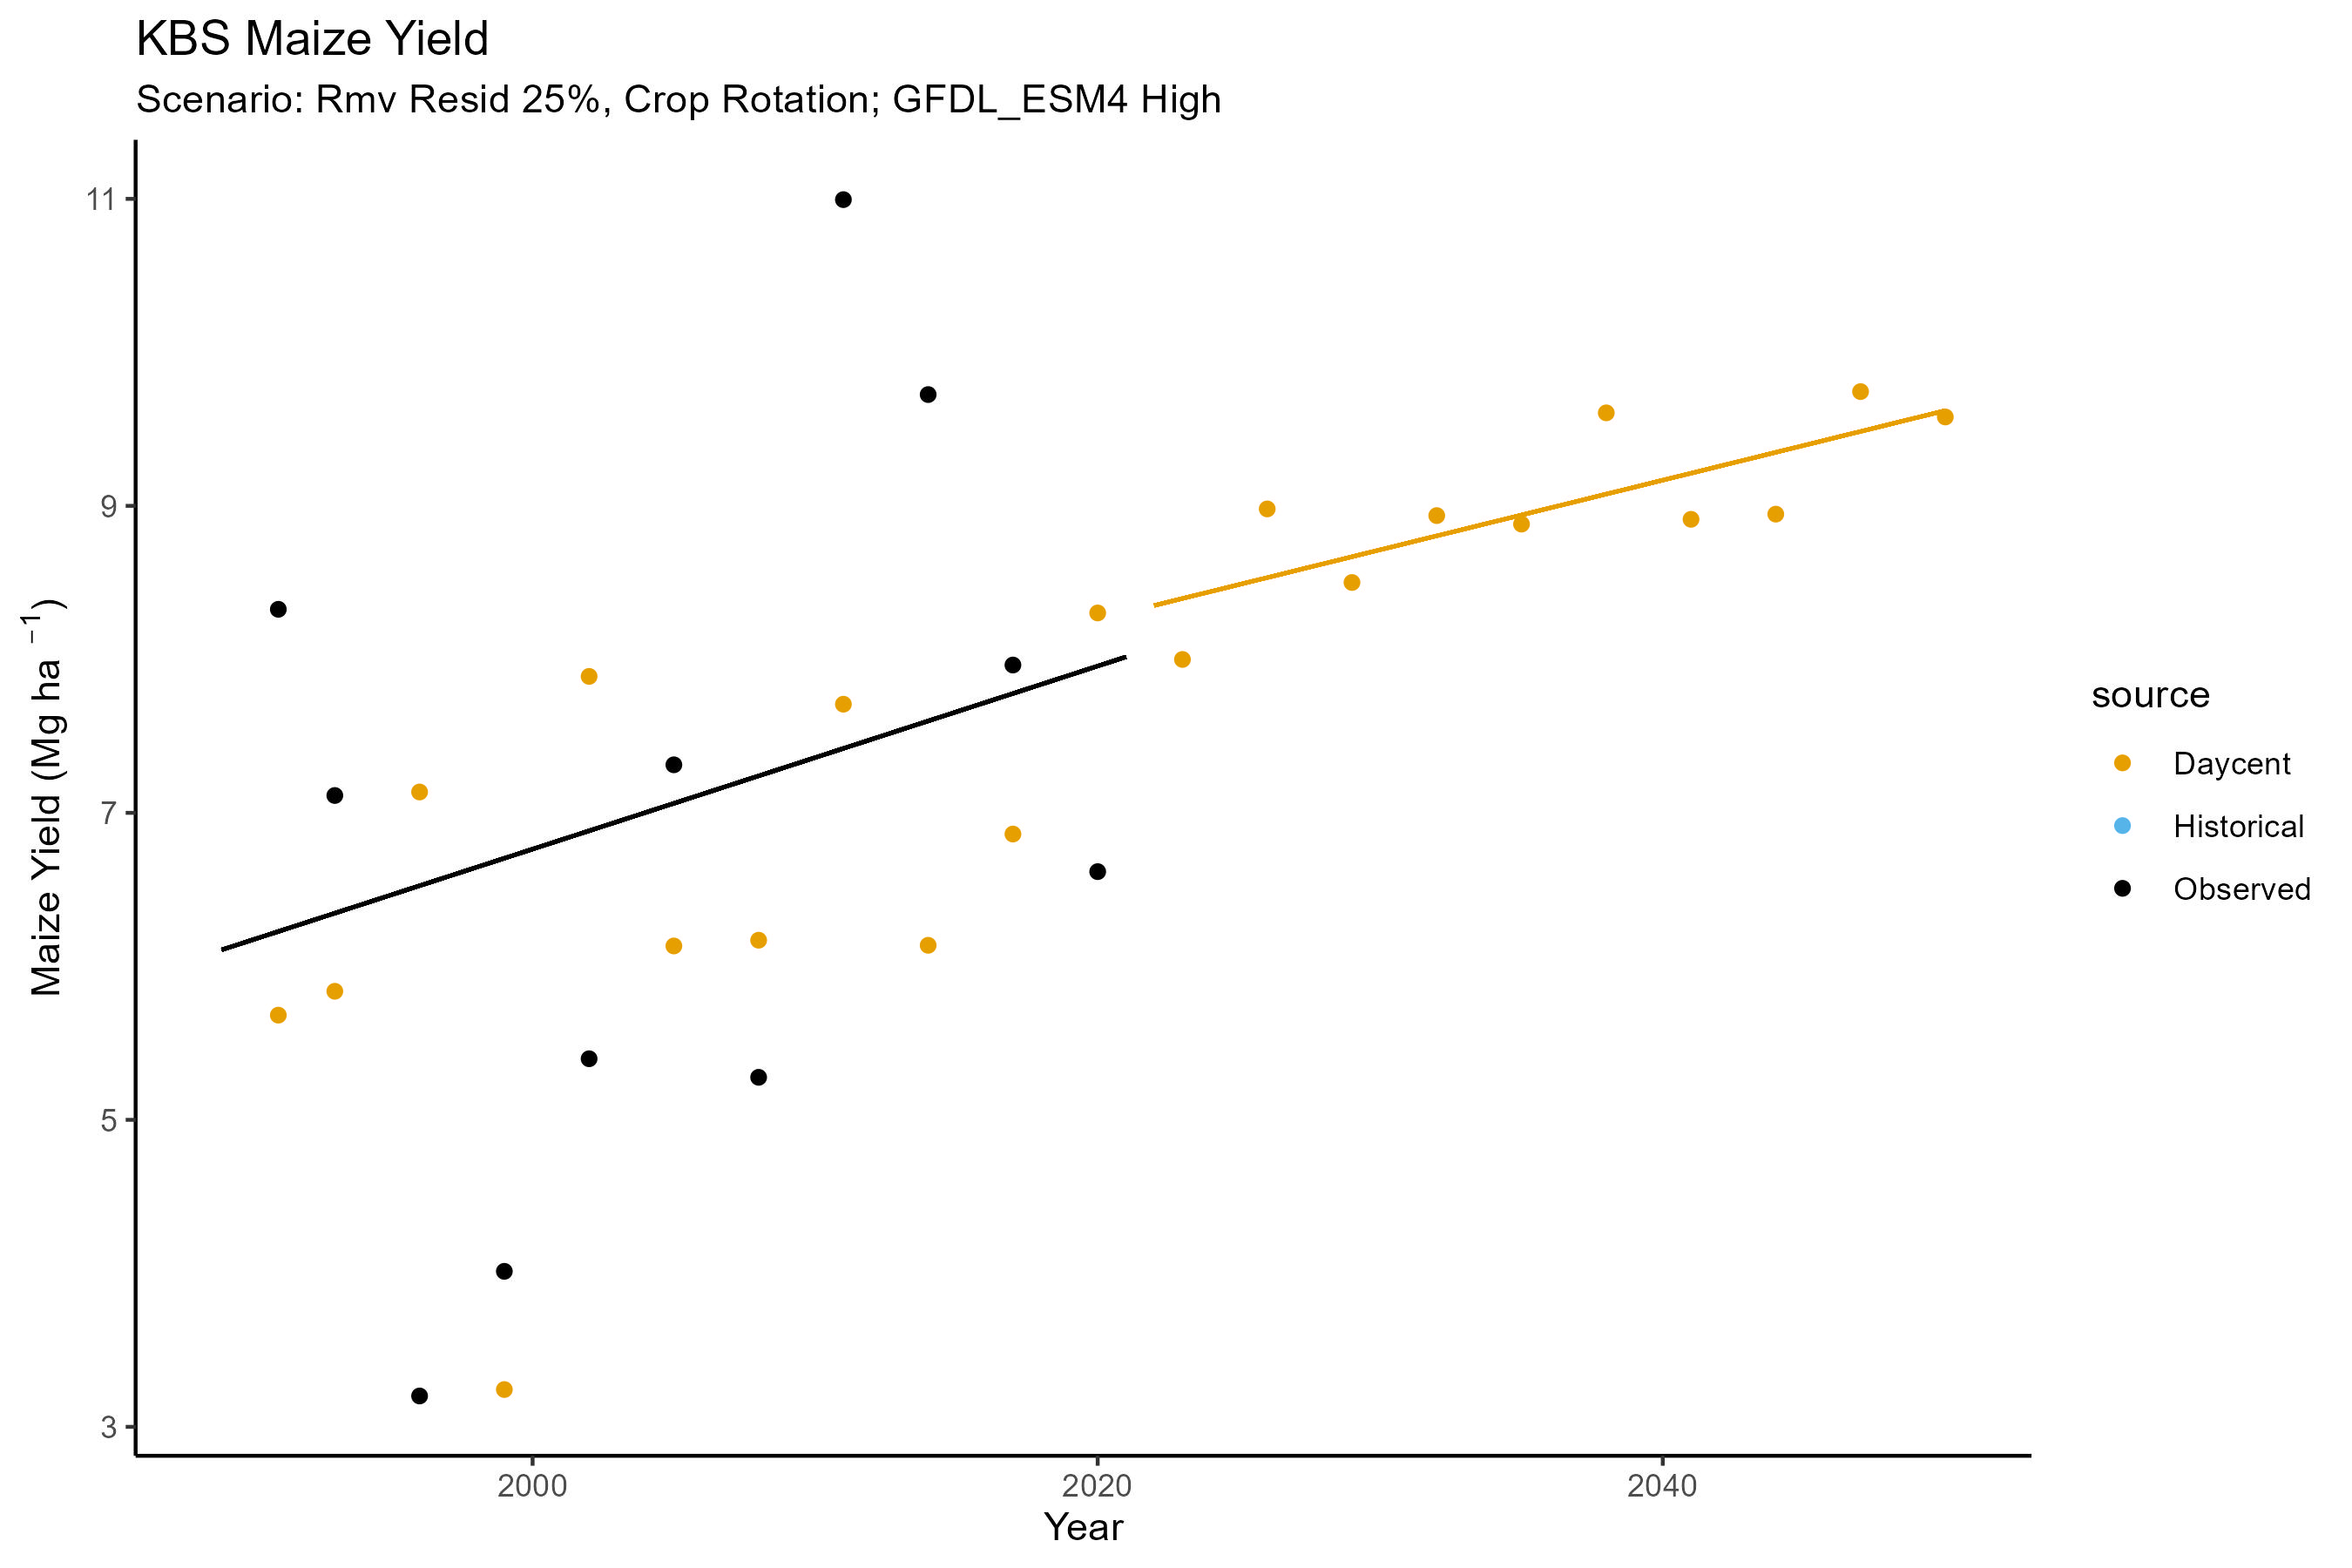 KBS Maize Yield
Scenario: Rmv Resid 25%, Crop Rotation; GFDL_ESM4 High
Maize Yield (Mg ha ⁻¹)
11
9
7
5
3
2000
2020
2040
Year
source
Daycent
Historical
Observed